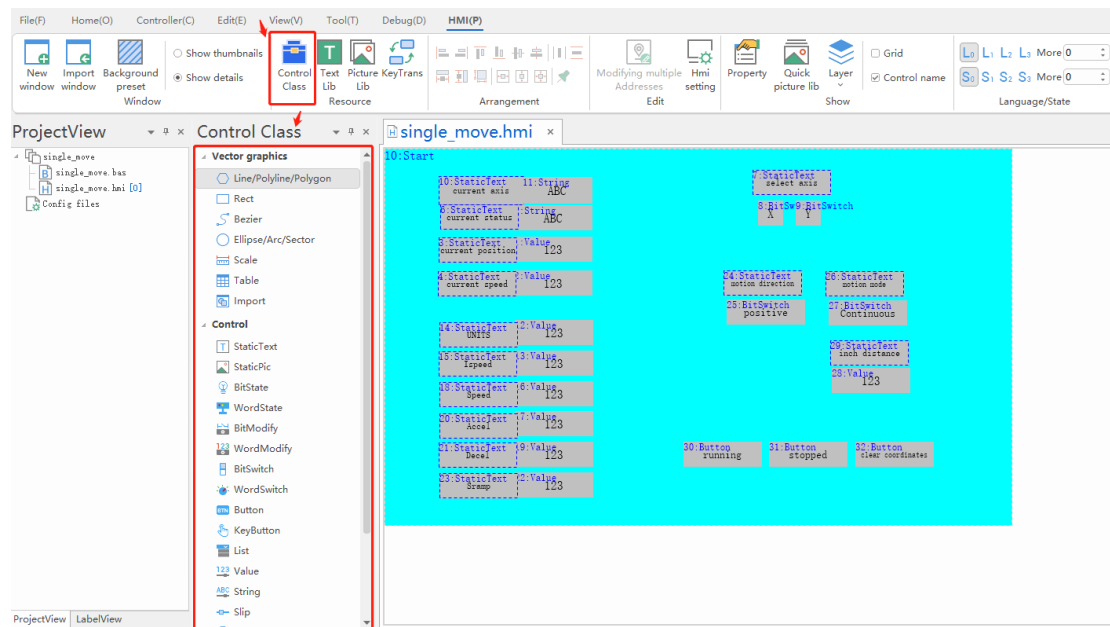 File(F) Home(O) Controller(C) Edit(E) View(V) Tool(T) Debug(D) HMI(P)
New window
Import window
Background preset
Show thumbnails
Show details
Window
Control Class
Text Lib
Picture Lib
KeyTrans
Resource
Arrangement
Modifying multiple Addresses
Hmi setting
Edit
Property
Quick picture lib
Layer
Grid
Control name
Show
L0 L1 L2 L3 More 0
S0 S1 S2 S3 More 0
Language/State
ProjectView
single_move
B single_move.bas
H single_move.hmi [0]
Config files
ProjectView LabelView
Control Class
Vector graphics
Line/Polyline/Polygon
Rect
Bezier
Ellipse/Arc/Sector
Scale
Table
Import
Control
StaticText
StaticPic
BitState
WordState
BitModify
WordModify
BitSwitch
WordSwitch
Button
KeyButton
List
Value
String
Slip
single_move.hmi
10:Start
10:StaticText 11:String
current axis ABC
6:StaticText :String
current status ABC
3:StaticText :Value
current position 123
4:StaticText :Value
current speed 123
14:StaticText 2:Value
UNITS 123
15:StaticText 3:Value
Ispeed 123
18:StaticText 6:Value
Speed 123
20:StaticText 7:Value
Accel 123
21:StaticText 9:Value
Decel 123
23:StaticText 2:Value
Sramp 123
7:StaticText
select axis
8:BitSw 9:BitSwitch
X Y
24:StaticText
motion direction
25:BitSwitch
positive
26:StaticText
motion mode
27:BitSwitch
Continuous
29:StaticText
inch distance
28:Value
123
30:Button 31:Button 32:Button
running stopped clear coordinates